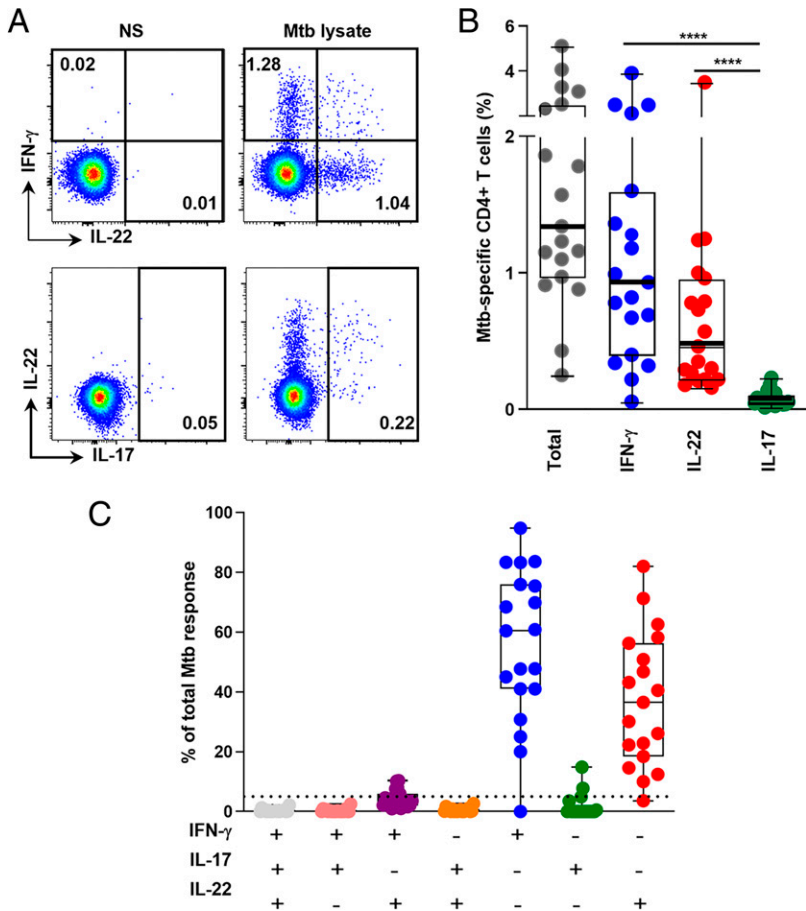 A
NS
Mtb lysate
0.02
0.01
1.28
1.04
IFN-γ
IL-22
0.05
0.22
IL-22
IL-17
B
****
****
Mtb-specific CD4+ T cells (%)
6
4
2
1
0
Total
IFN-γ
IL-22
IL-17
C
% of total Mtb response
100
80
60
40
20
0
IFN-γ + + + - + - -
IL-17 + + - + - + -
IL-22 + - + + - - +